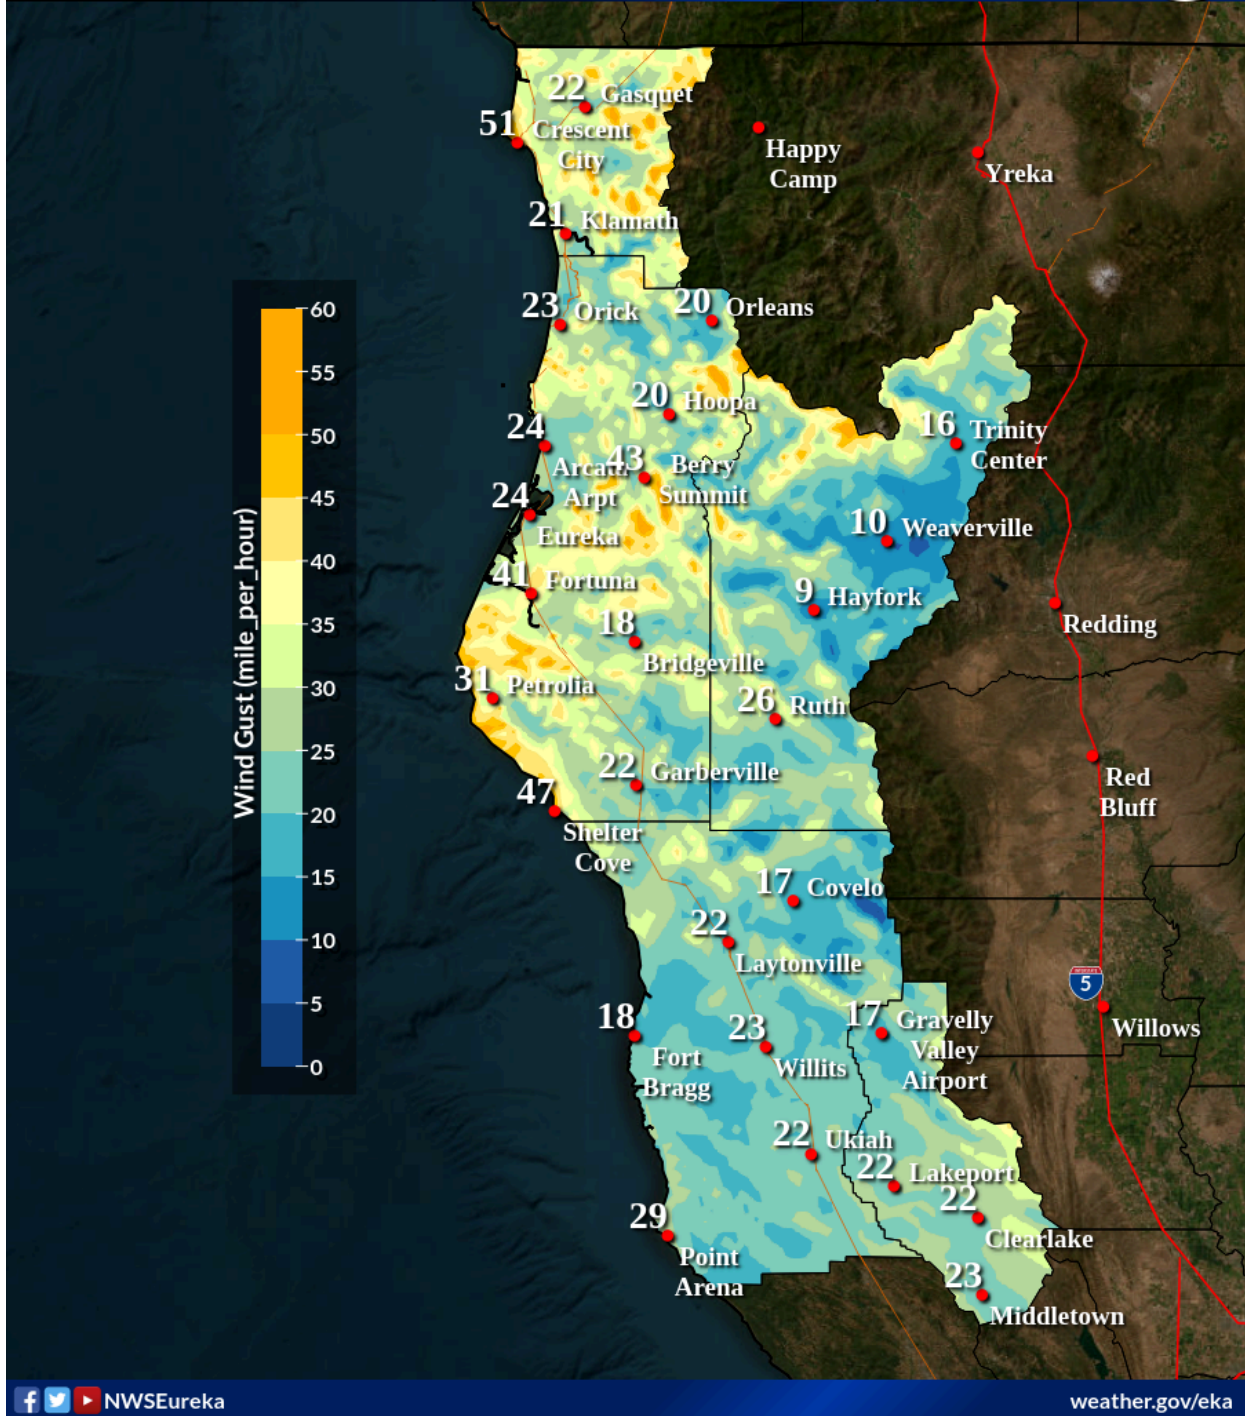 22 Gasquet
51 Crescent
City
Happy
Camp
Yreka
21 Klamath
23 Orick
20 Orleans
20 Hoopa
16 Trinity
Center
24
Arcata
Arpt
43 Berry
Summit
24
Eureka
10 Weaverville
41 Fortuna
9 Hayfork
Redding
18
Bridgeville
31 Petrolia
26 Ruth
22 Garberville
Red
Bluff
47
Shelter
Cove
17 Covelo
22
Laytonville
5
18
Fort
Bragg
23
Willits
17 Gravelly
Valley
Airport
Willows
22 Ukiah
22 Lakeport
22
Clearlake
29
Point
Arena
23
Middletown
Wind Gust (mile_per_hour)
60
55
50
45
40
35
30
25
20
15
10
5
0
NWSEureka
weather.gov/eka